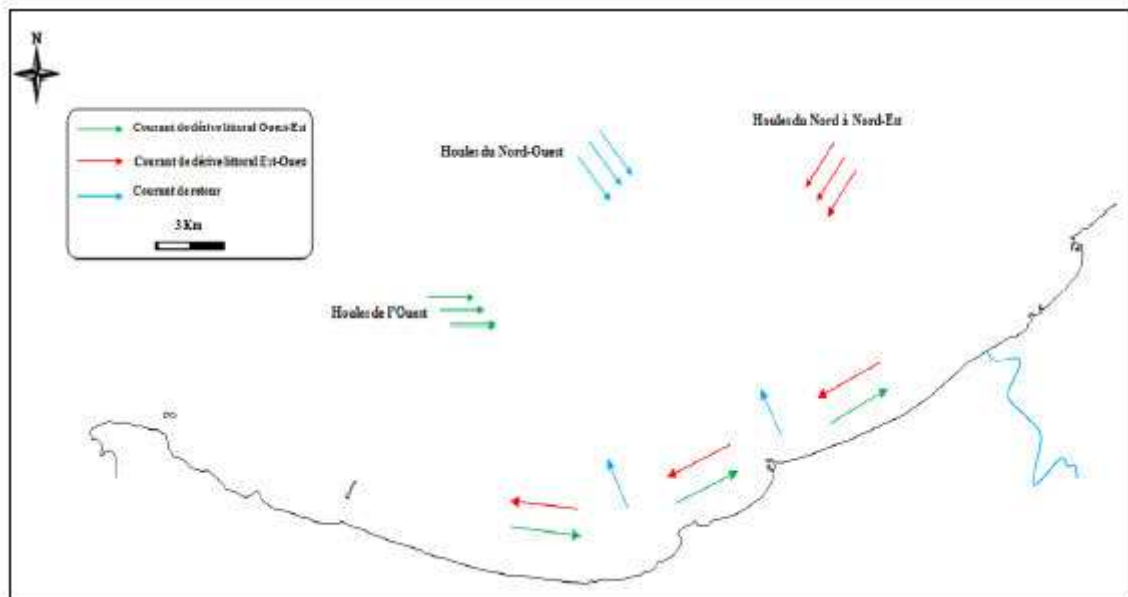 N
Courant de dérive littoral Ouest-Est
Courant de dérive littoral Est-Ouest
Courant de retour
3 Km
Houles du Nord-Ouest
Houles du Nord à Nord-Est
Houles de l'Ouest